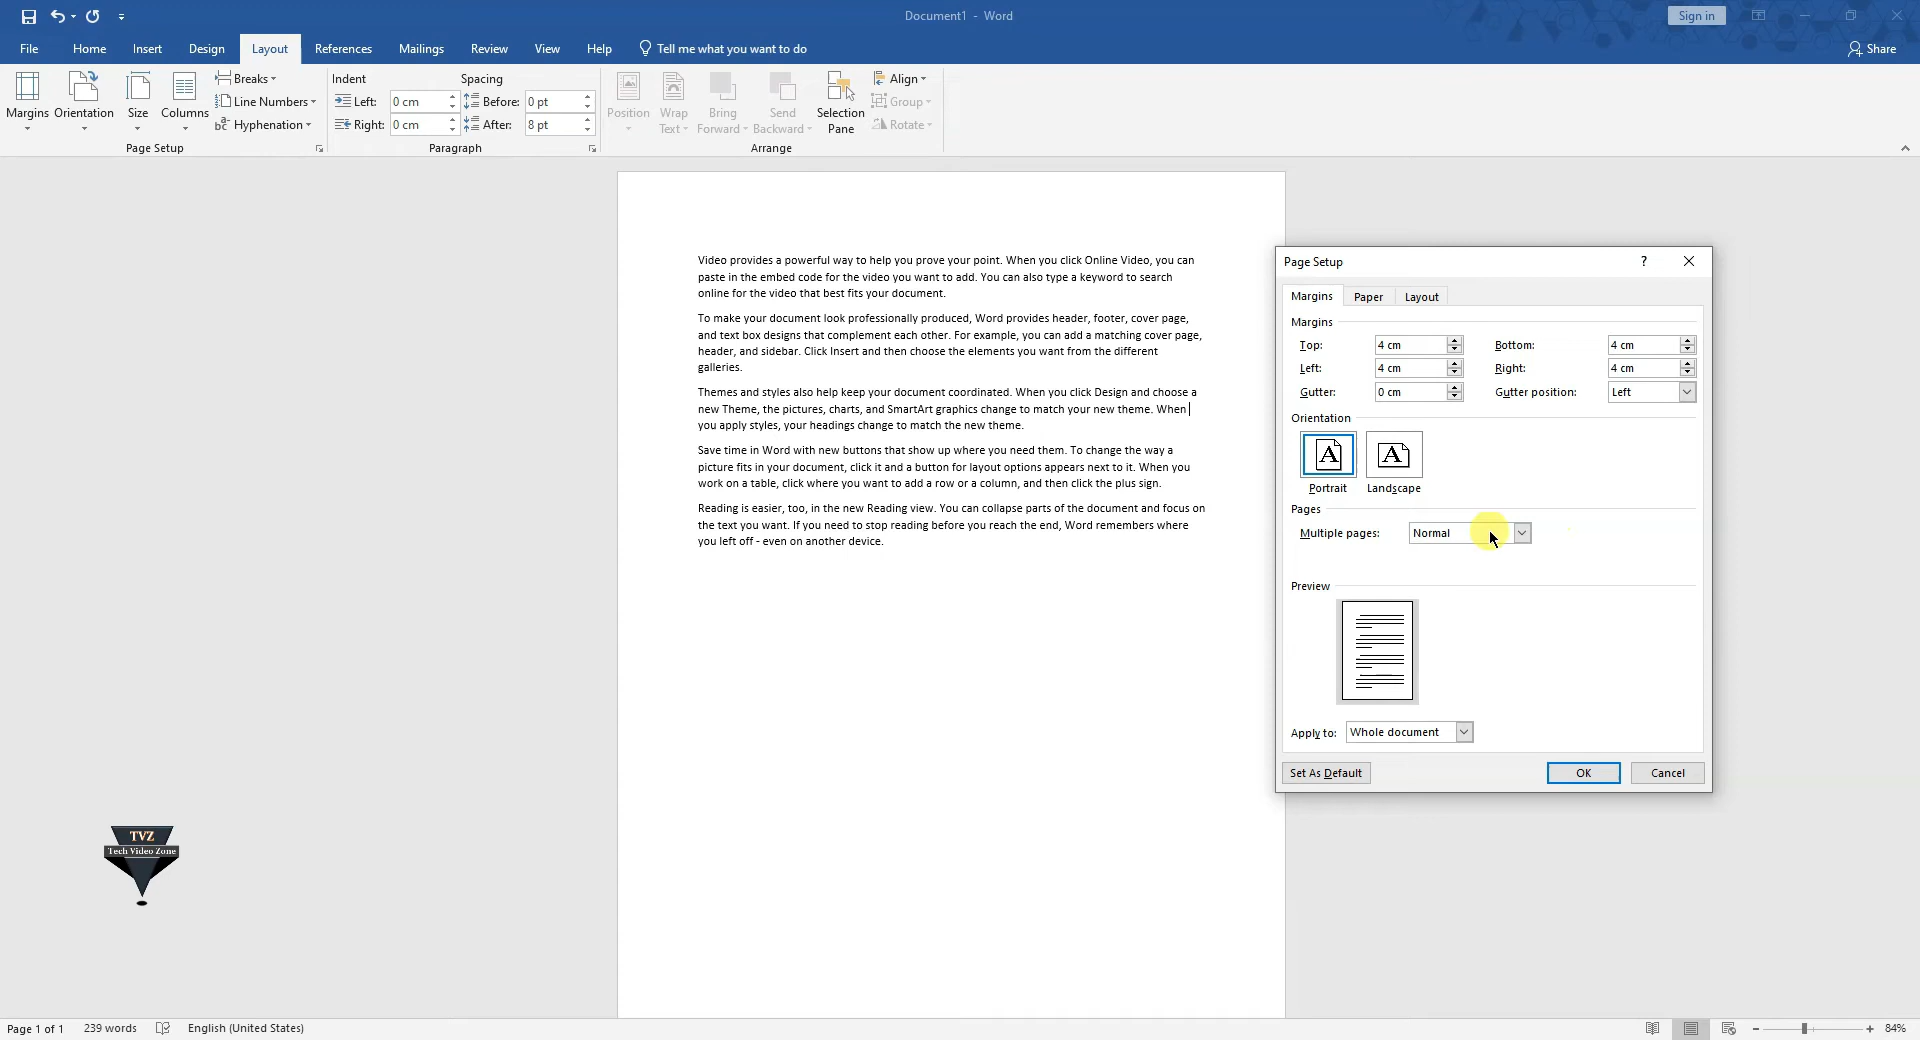 Document1 - Word
Sign in
File Home Insert Design Layout References Mailings Review View Help Tell me what you want to do Share
Margins Orientation Size Columns
Breaks
Line Numbers
Hyphenation
Page Setup
Indent Spacing
Left: 0 cm Before: 0 pt
Right: 0 cm After: 8 pt
Paragraph
Position
Wrap
Text
Bring
Forward
Send
Backward
Selection
Pane
Align
Group
Rotate
Arrange
Video provides a powerful way to help you prove your point. When you click Online Video, you can
paste in the embed code for the video you want to add. You can also type a keyword to search
online for the video that best fits your document.
To make your document look professionally produced, Word provides header, footer, cover page,
and text box designs that complement each other. For example, you can add a matching cover page,
header, and sidebar. Click Insert and then choose the elements you want from the different
galleries.
Themes and styles also help keep your document coordinated. When you click Design and choose a
new Theme, the pictures, charts, and SmartArt graphics change to match your new theme. When
you apply styles, your headings change to match the new theme.
Save time in Word with new buttons that show up where you need them. To change the way a
picture fits in your document, click it and a button for layout options appears next to it. When you
work on a table, click where you want to add a row or a column, and then click the plus sign.
Reading is easier, too, in the new Reading view. You can collapse parts of the document and focus on
the text you want. If you need to stop reading before you reach the end, Word remembers where
you left off - even on another device.
Page Setup ?
Margins Paper Layout
Margins
Top: 4 cm Bottom: 4 cm
Left: 4 cm Right: 4 cm
Gutter: 0 cm Gutter position: Left
Orientation
A A
Portrait Landscape
Pages
Multiple pages: Normal
Preview
Apply to: Whole document
Set As Default OK Cancel
TVZ
Tech Video Zone
Page 1 of 1 239 words English (United States) 84%